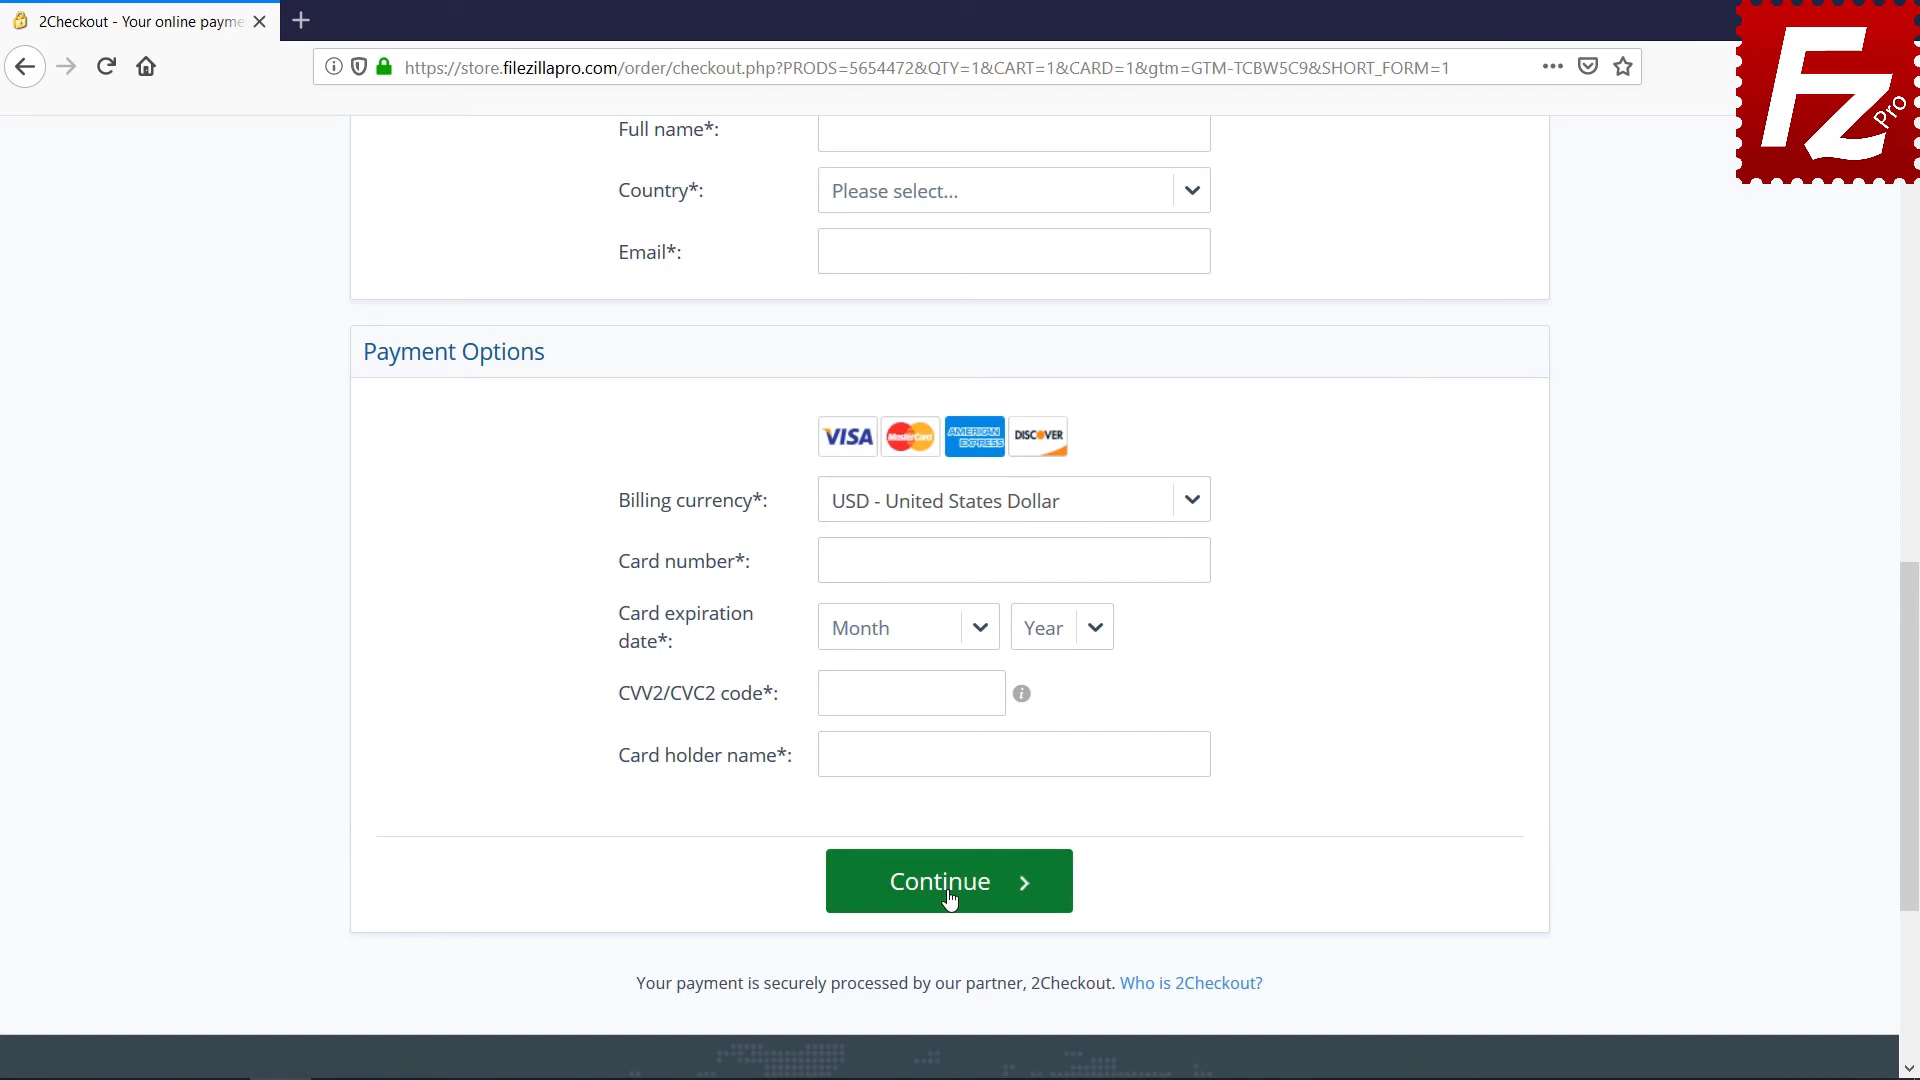 2Checkout - Your online payme
https://store.filezillapro.com/order/checkout.php?PRODS=5654472&QTY=1&CART=1&CARD=1&gtm=GTM-TCBW5C9&SHORT_FORM=1
FZ Pro
Full name*:
Country*: Please select...
Email*:
Payment Options
VISA MasterCard AMERICAN EXPRESS DISCOVER
Billing currency*: USD - United States Dollar
Card number*:
Card expiration
date*: Month Year
CVV2/CVC2 code*:
Card holder name*:
Continue
Your payment is securely processed by our partner, 2Checkout. Who is 2Checkout?